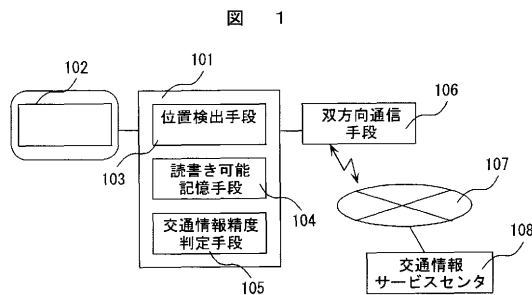 図 1
101
102
位置検出手段
103
読書き可能
記憶手段
104
交通情報精度
判定手段
105
双方向通信
手段
106
107
交通情報
サービスセンタ
108